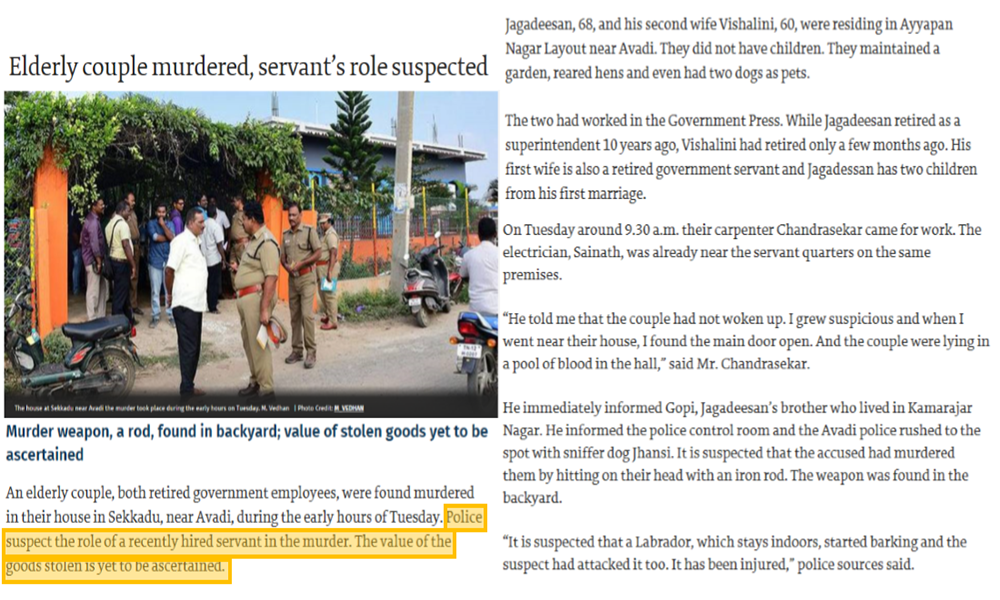 Elderly couple murdered, servant's role suspected
The house at Sekkadu near Avadi the murder took place during the early hours on Tuesday. M. Vedhan | Photo Credit: M_VEDHAN
Murder weapon, a rod, found in backyard; value of stolen goods yet to be
ascertained
An elderly couple, both retired government employees, were found murdered
in their house in Sekkadu, near Avadi, during the early hours of Tuesday. Police
suspect the role of a recently hired servant in the murder. The value of the
goods stolen is yet to be ascertained.
Jagadeesan, 68, and his second wife Vishalini, 60, were residing in Ayyapan
Nagar Layout near Avadi. They did not have children. They maintained a
garden, reared hens and even had two dogs as pets.
The two had worked in the Government Press. While Jagadeesan retired as a
superintendent 10 years ago, Vishalini had retired only a few months ago. His
first wife is also a retired government servant and Jagadessan has two children
from his first marriage.
On Tuesday around 9.30 a.m. their carpenter Chandrasekar came for work. The
electrician, Sainath, was already near the servant quarters on the same
premises.
“He told me that the couple had not woken up. I grew suspicious and when I
went near their house, I found the main door open. And the couple were lying in
a pool of blood in the hall,” said Mr. Chandrasekar.
He immediately informed Gopi, Jagadeesan’s brother who lived in Kamarajar
Nagar. He informed the police control room and the Avadi police rushed to the
spot with sniffer dog Jhansi. It is suspected that the accused had murdered
them by hitting on their head with an iron rod. The weapon was found in the
backyard.
“It is suspected that a Labrador, which stays indoors, started barking and the
suspect had attacked it too. It has been injured,” police sources said.